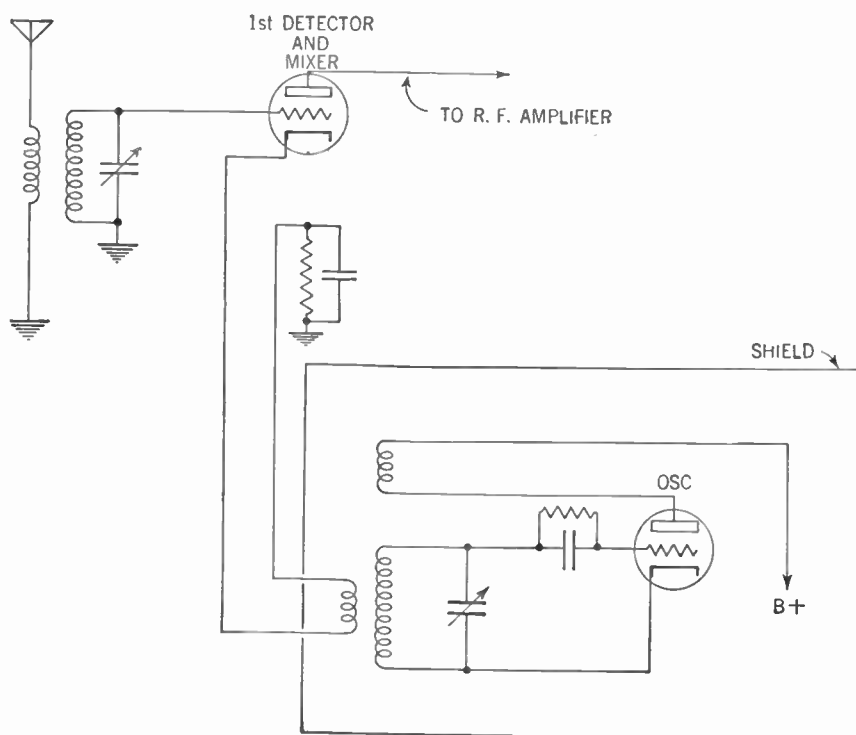 1st DETECTOR
AND
MIXER
TO R. F. AMPLIFIER
SHIELD
OSC
B+